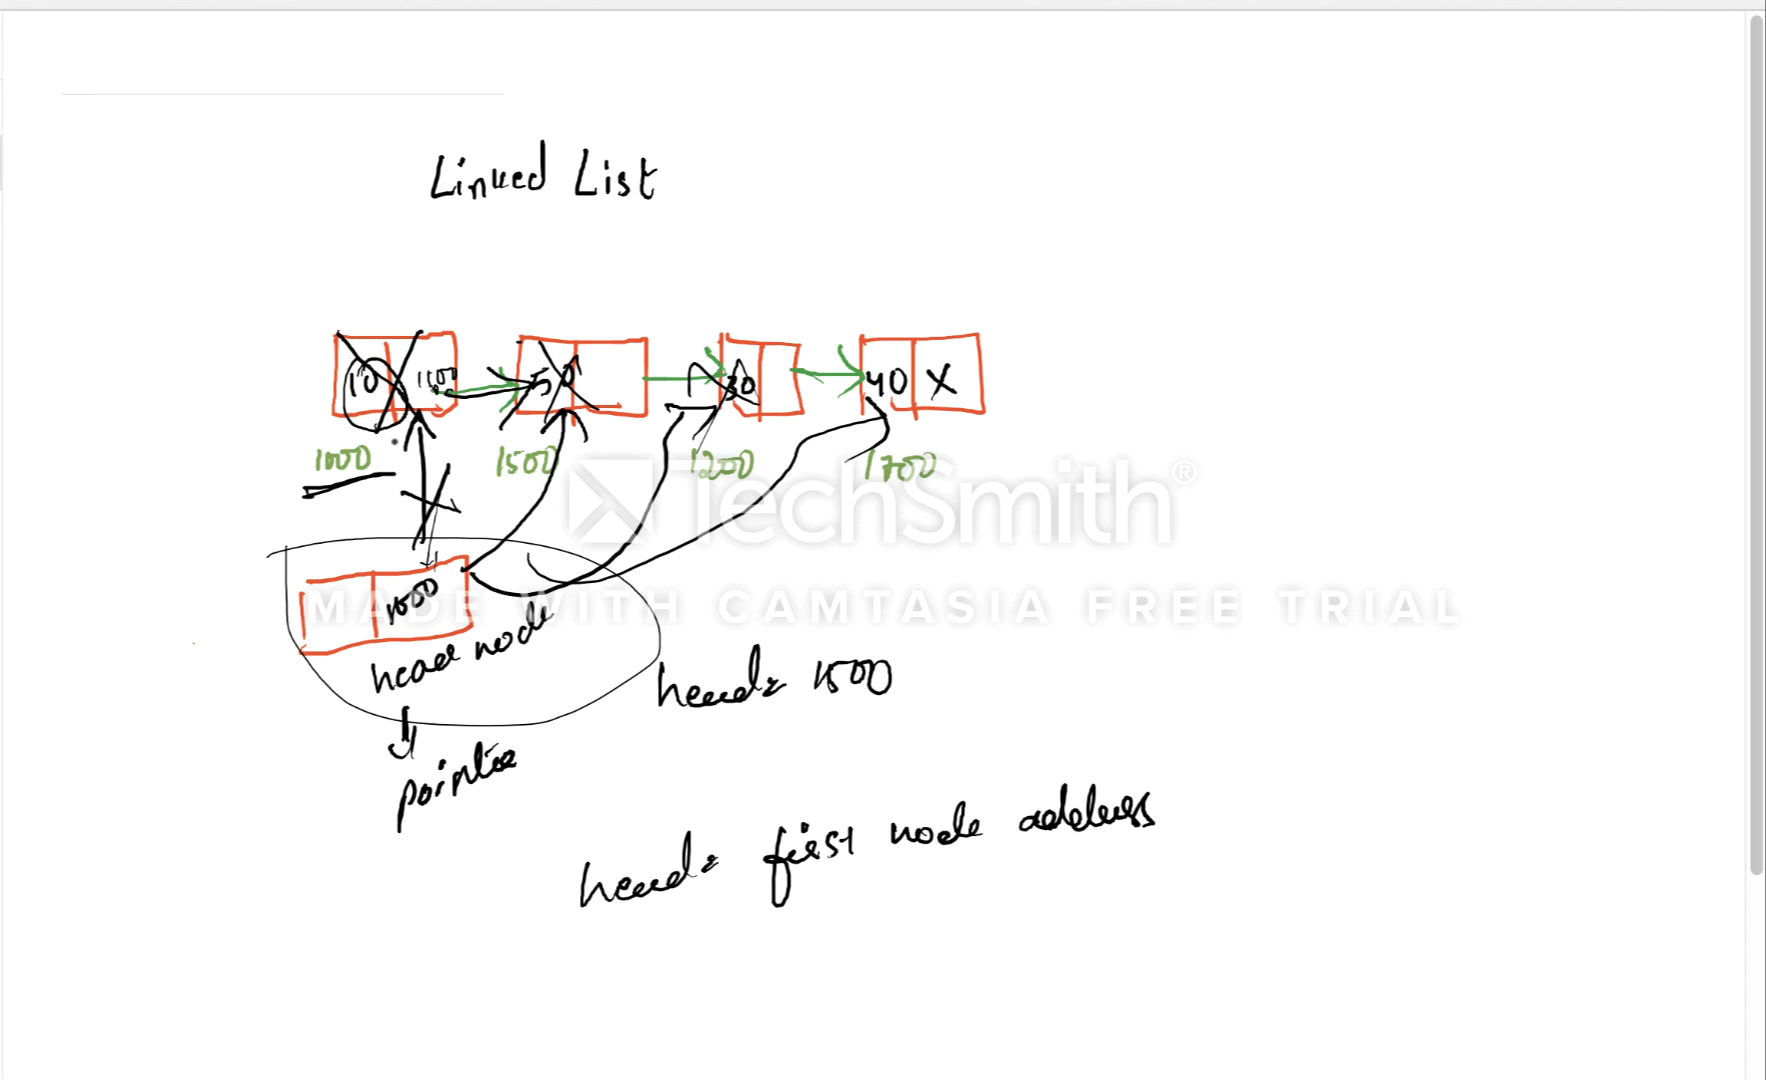 Linked List
10 1500 30 40 X
1000 1500 1200 1700
TechSmith®
1000
MADE WITH CAMTASIA FREE TRIAL
head node
head = 1500
pointer
head = first node address